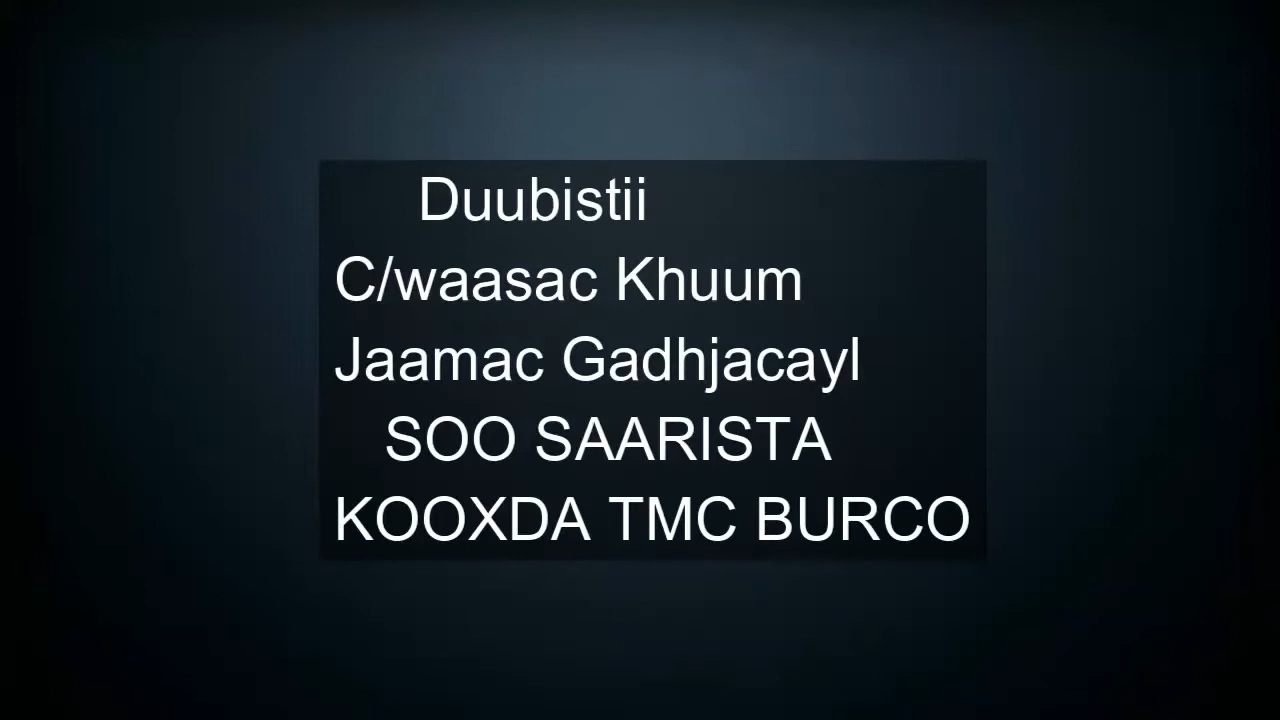 Duubistii
C/waasac Khuum
Jaamac Gadhjacayl
SOO SAARISTA
KOOXDA TMC BURCO